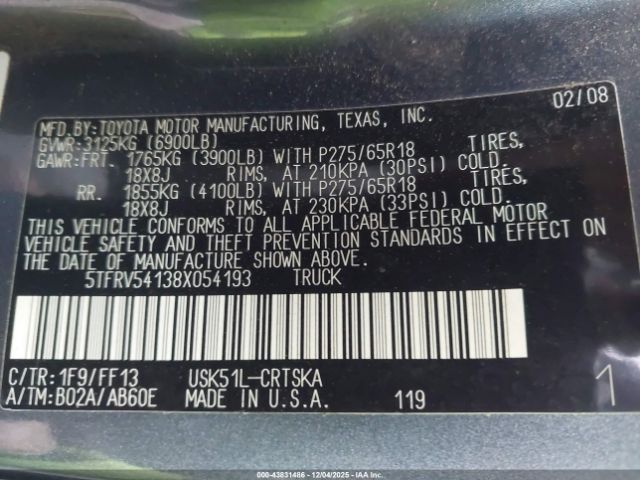 02/08
MFD.BY:TOYOTA MOTOR MANUFACTURING, TEXAS, INC.
GVWR:3125KG (6900LB)
GAWR:FRT. 1765KG (3900LB) WITH P275/65R18 TIRES,
18X8J RIMS, AT 210KPA (30PSI) COLD.
RR. 1855KG (4100LB) WITH P275/65R18 TIRES,
18X8J RIMS, AT 230KPA (33PSI) COLD.
THIS VEHICLE CONFORMS TO ALL APPLICABLE FEDERAL MOTOR
VEHICLE SAFETY AND THEFT PREVENTION STANDARDS IN EFFECT ON
THE DATE OF MANUFACTURE SHOWN ABOVE.
5TFRV54138X054193 TRUCK
C/TR:1F9/FF13 USK51L-CRTSKA
A/TM:B02A/AB60E MADE IN U.S.A. 119 1
IAA
250--43831486 | 12/04/2025 - IAAI.COM